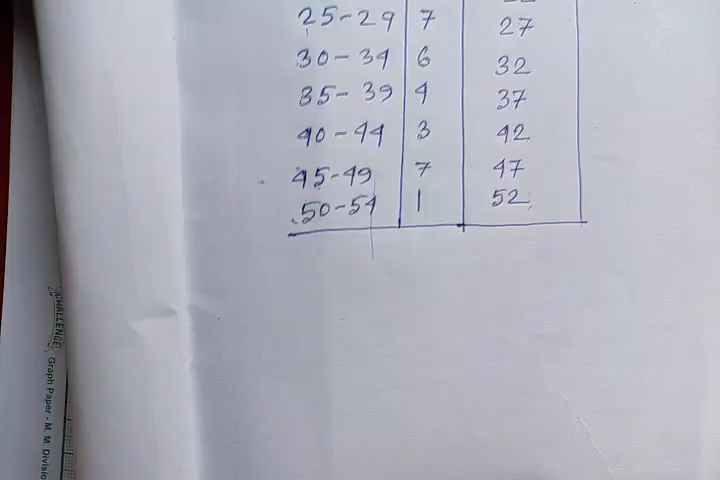 25-29 7 27
30-34 6 32
35-39 4 37
40-44 3 42
45-49 7 47
50-54 1 52
CHALLENGE
Graph Paper - M. M. Divisio